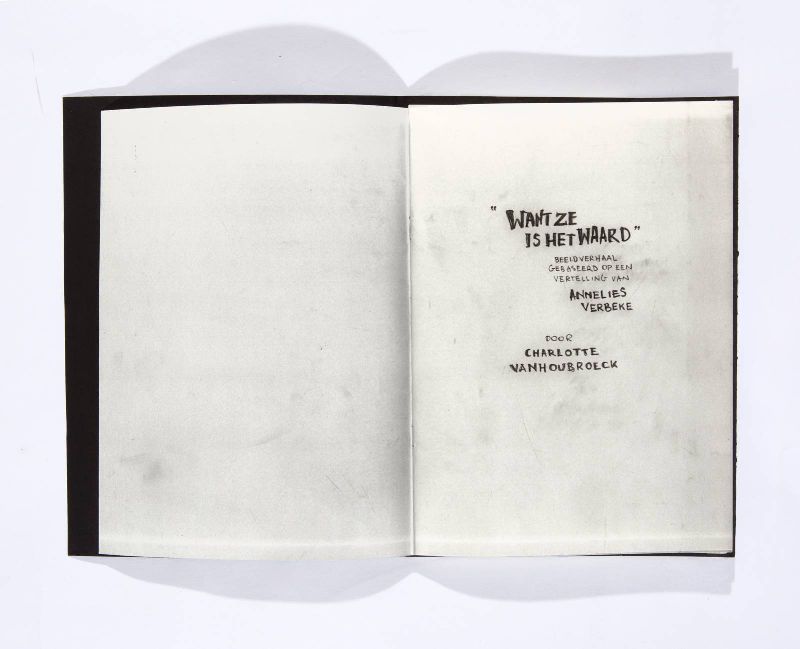 "WANT ZE
IS HET WAARD"
BEELDVERHAAL
GEBASEERD OP EEN
VERTELLING VAN
ANNELIES
VERBEKE
DOOR
CHARLOTTE
VANHOUBROECK